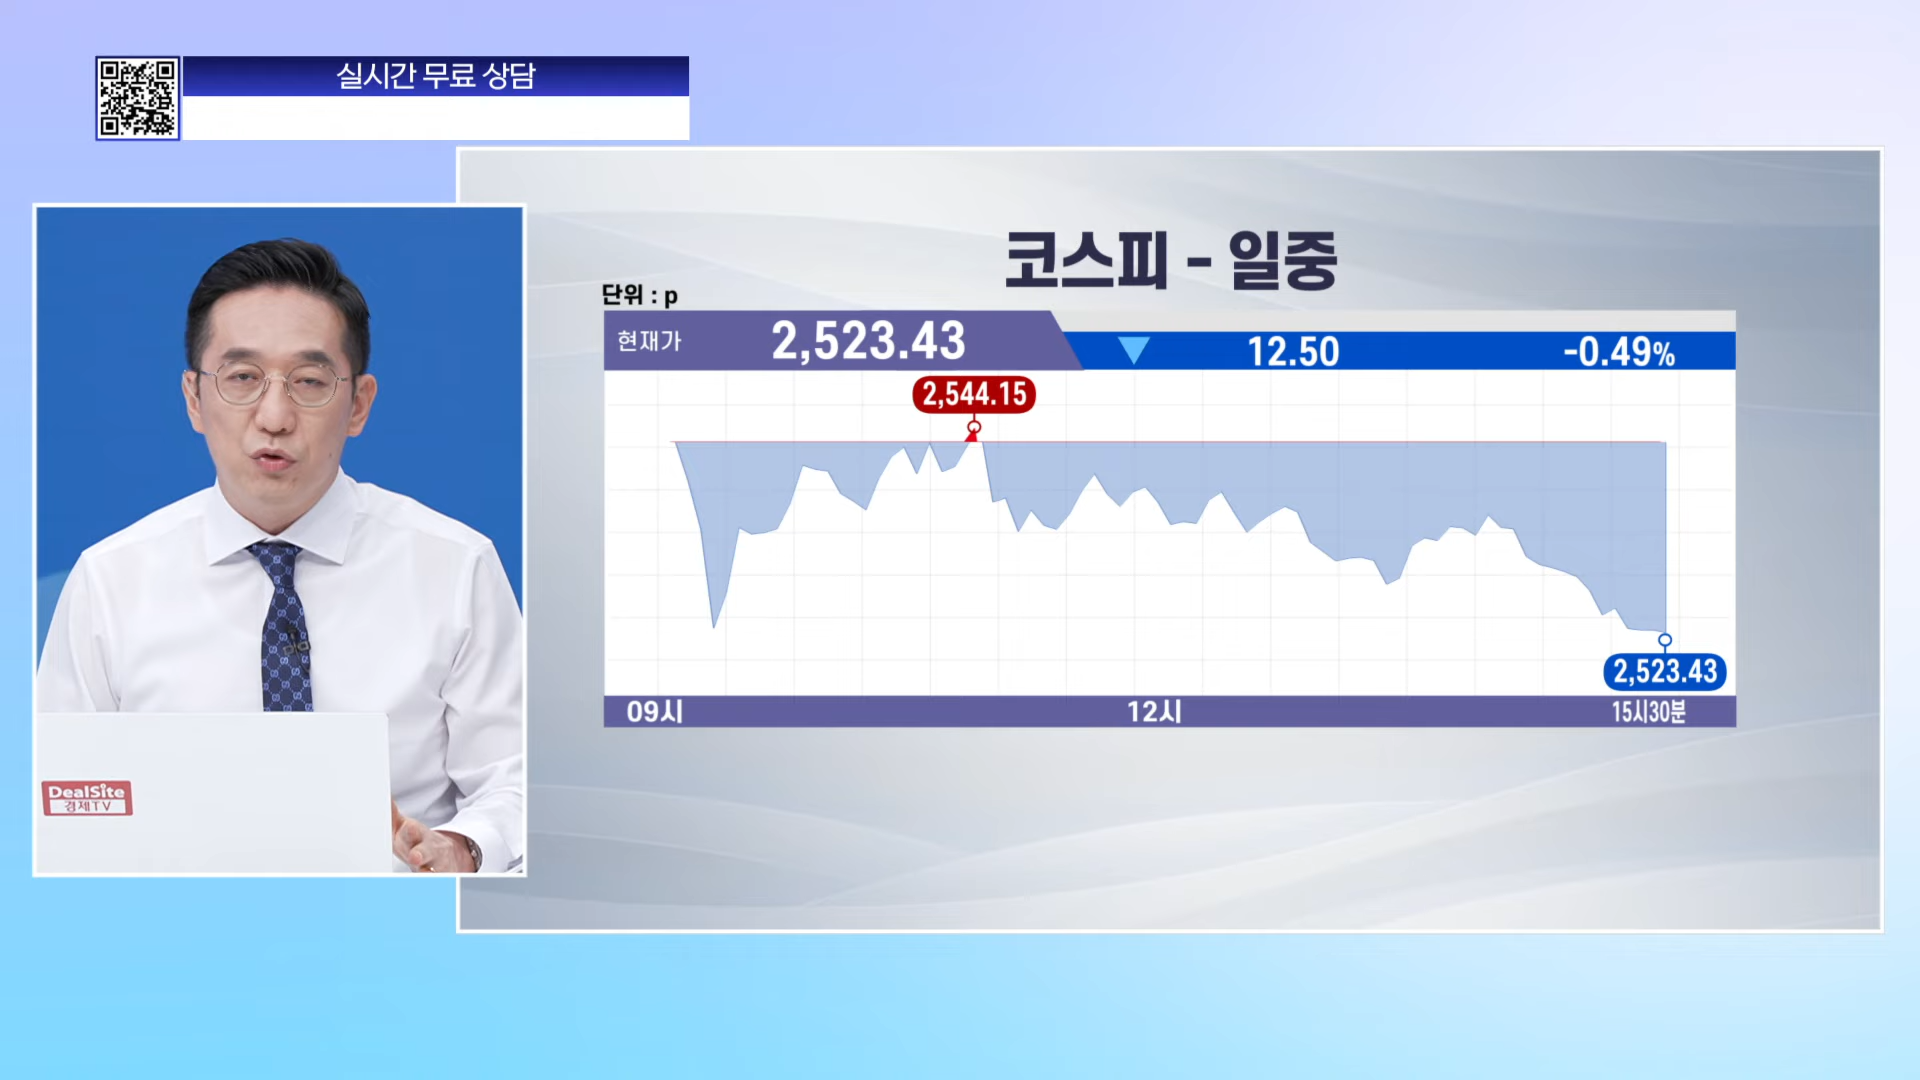 실시간 무료 상담
코스피 - 일중
단위 : p
현재가 2,523.43 ▼ 12.50 -0.49%
2,544.15
2,523.43
09시 12시 15시30분
DealSite
경제TV